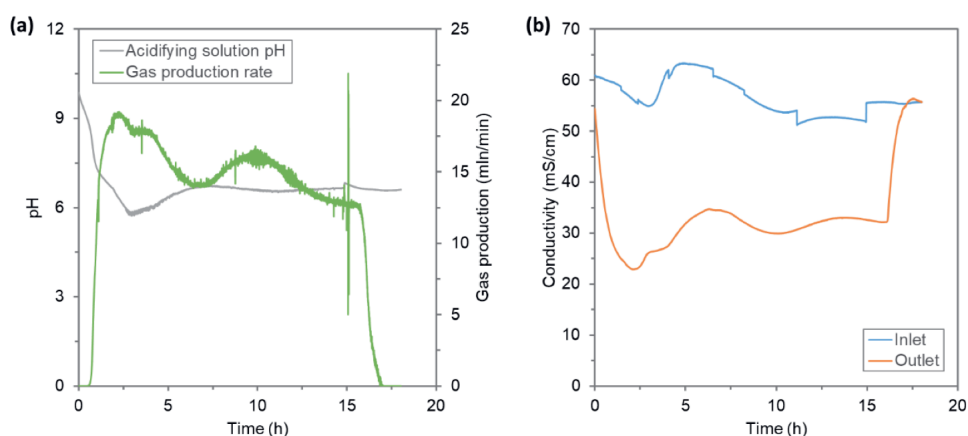 (a)
12
9
6
3
0
pH
Acidifying solution pH
Gas production rate
25
20
15
10
5
0
Gas production (mln/min)
0
5
10
15
20
Time (h)
(b)
70
60
50
40
30
20
10
0
Conductivity (mS/cm)
Inlet
Outlet
0
5
10
15
20
Time (h)